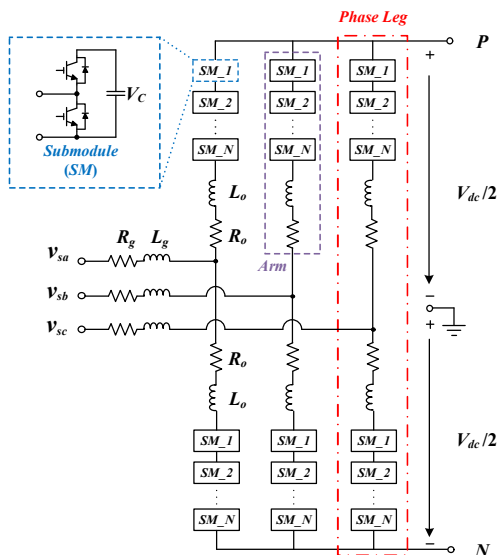 Phase Leg
P
+
V_C
Submodule
(SM)
SM_1 SM_1 SM_1
SM_2 SM_2 SM_2
SM_N SM_N SM_N
L_o
R_o
V_dc/2
Arm
R_g L_g
v_sa
v_sb
v_sc
−
+
R_o
L_o
V_dc/2
SM_1 SM_1 SM_1
SM_2 SM_2 SM_2
SM_N SM_N SM_N
−
N